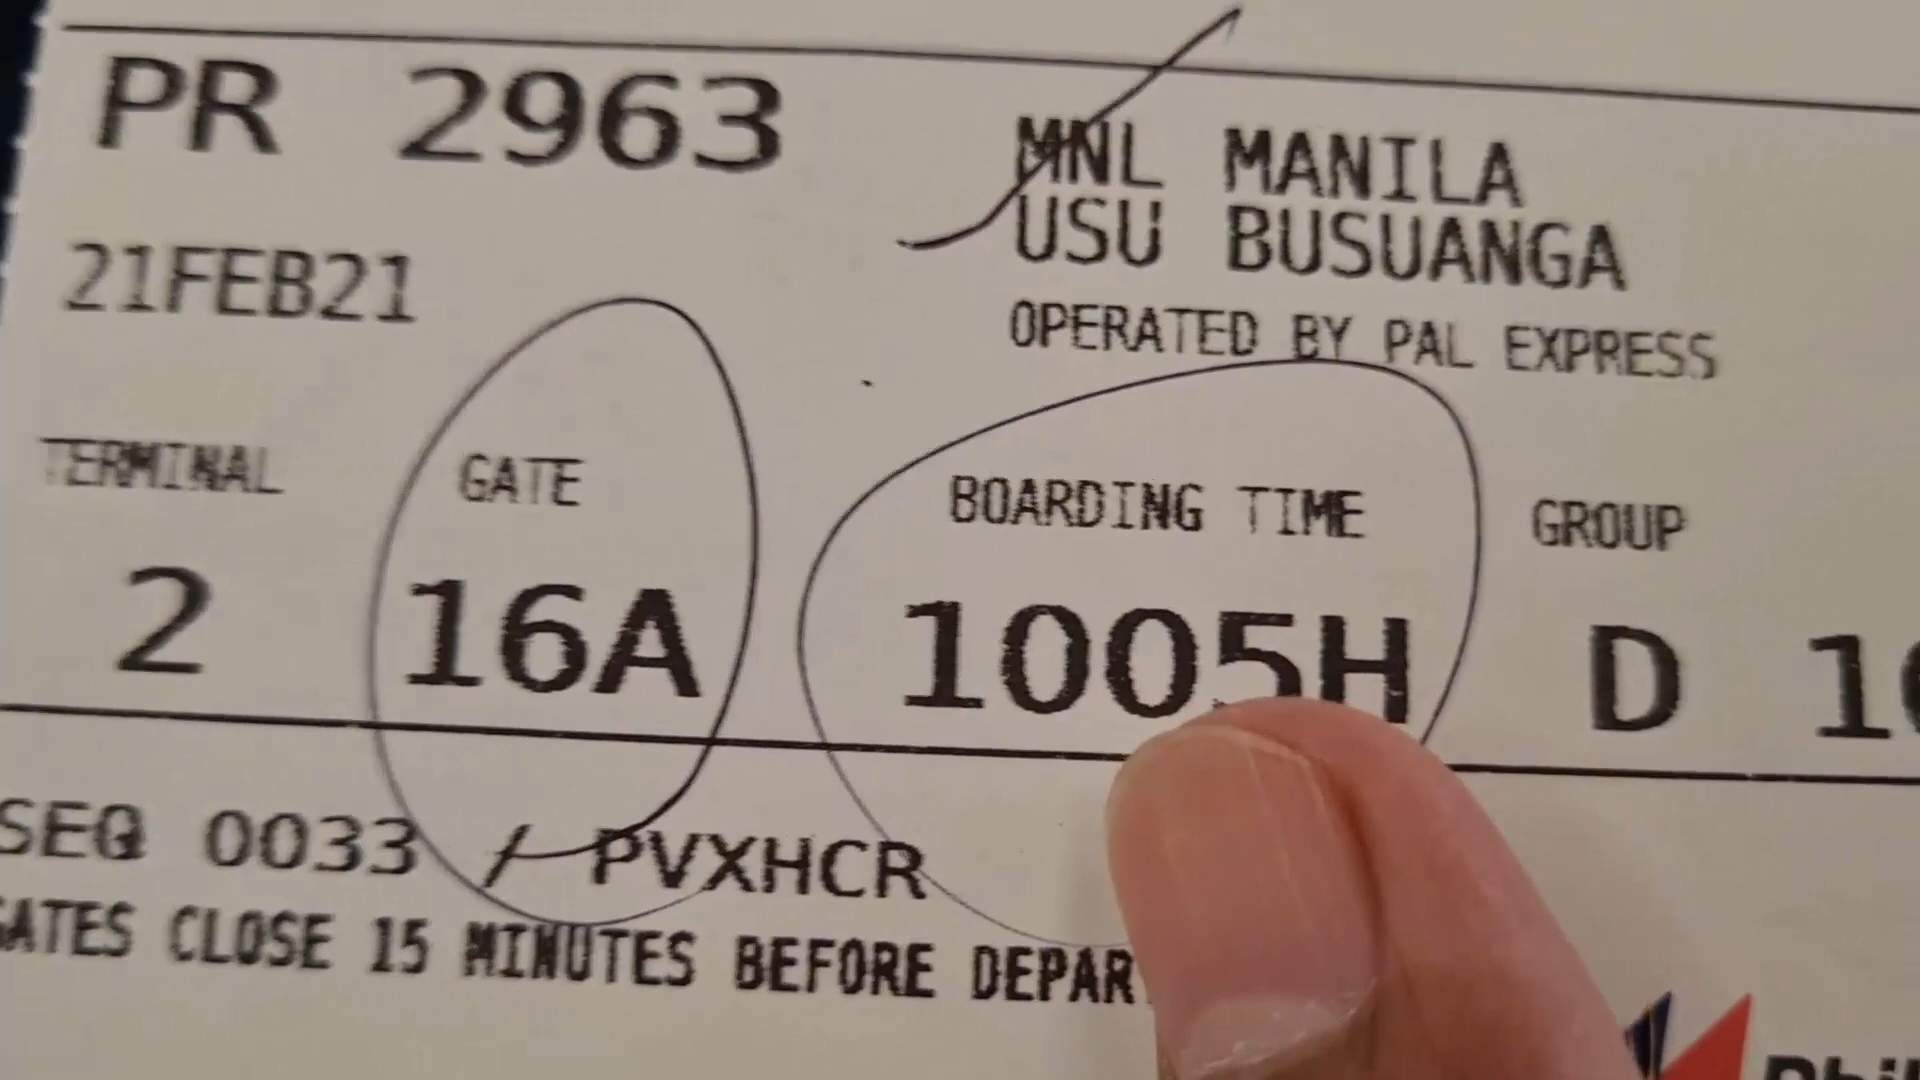 PR 2963
MNL MANILA
USU BUSUANGA
21FEB21
OPERATED BY PAL EXPRESS
TERMINAL GATE BOARDING TIME GROUP
2 16A 1005H D
SEQ 0033 / PVXHCR
GATES CLOSE 15 MINUTES BEFORE